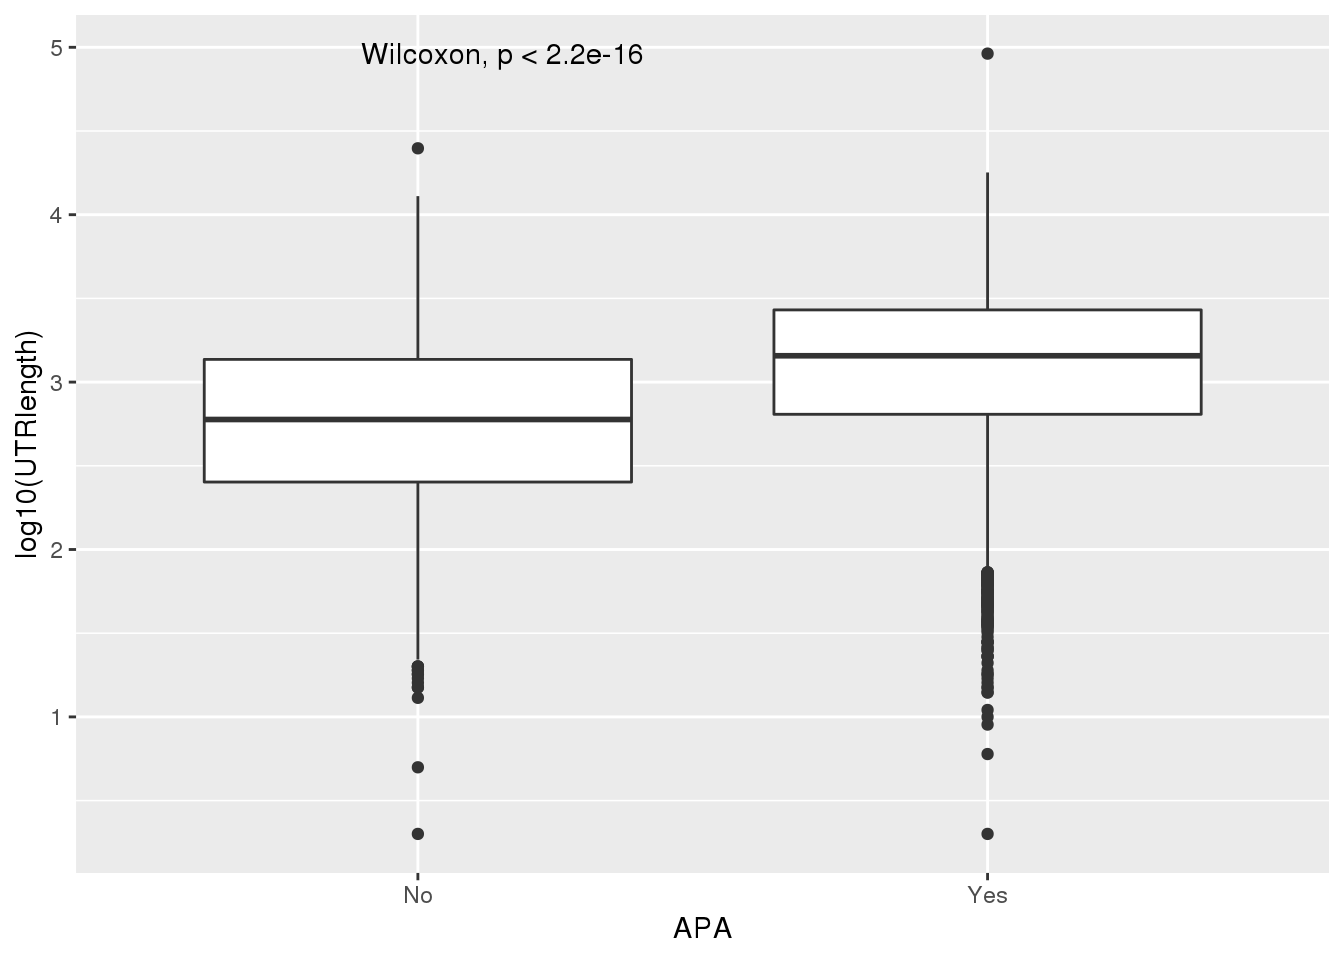 Wilcoxon, p < 2.2e-16
5
4
3
2
1
log10(UTRlength)
No
Yes
APA